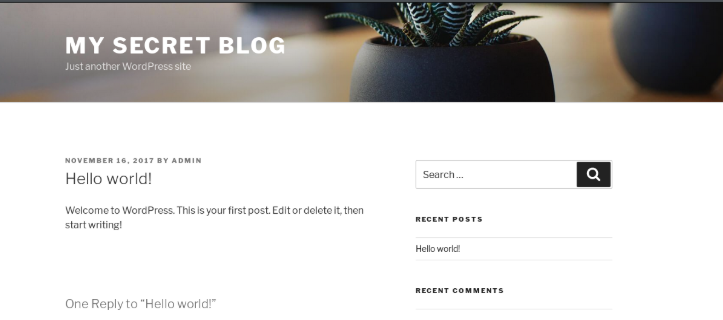 MY SECRET BLOG
Just another WordPress site
NOVEMBER 16, 2017 BY ADMIN
Hello world!
Welcome to WordPress. This is your first post. Edit or delete it, then
start writing!
One Reply to “Hello world!”
Search …
RECENT POSTS
Hello world!
RECENT COMMENTS